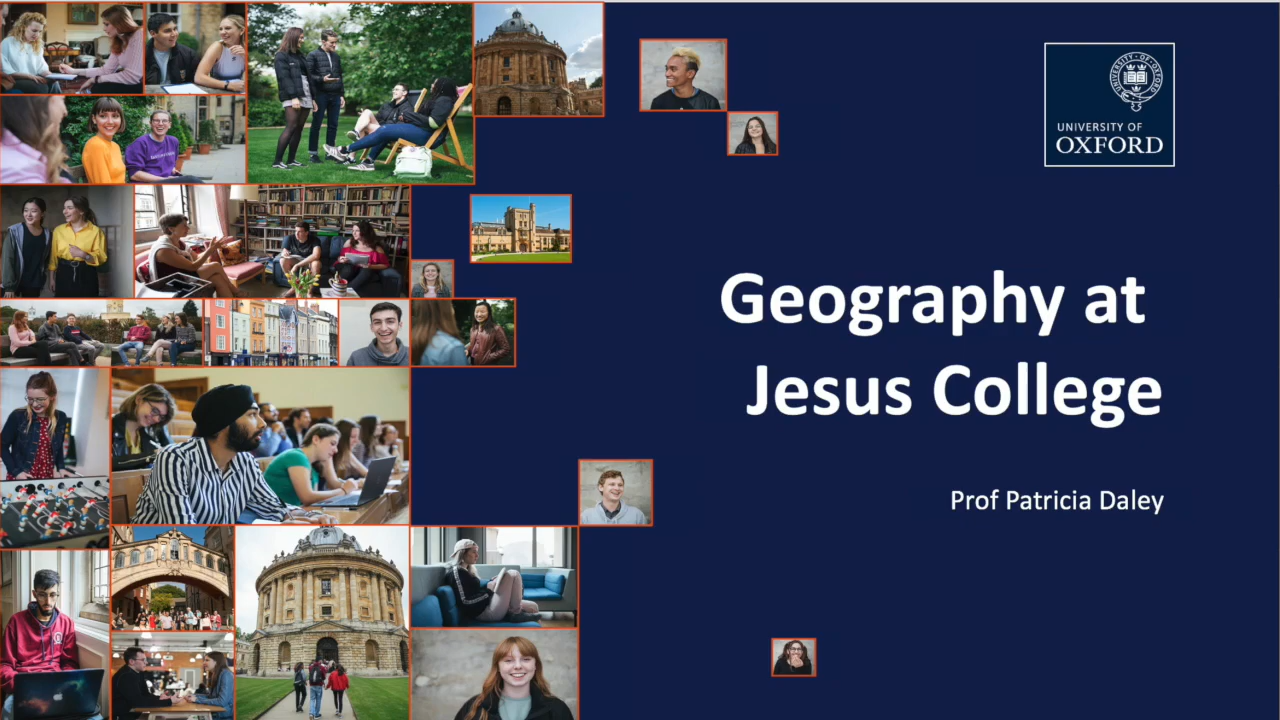 UNIVERSITY OF
OXFORD
Geography at
Jesus College
Prof Patricia Daley